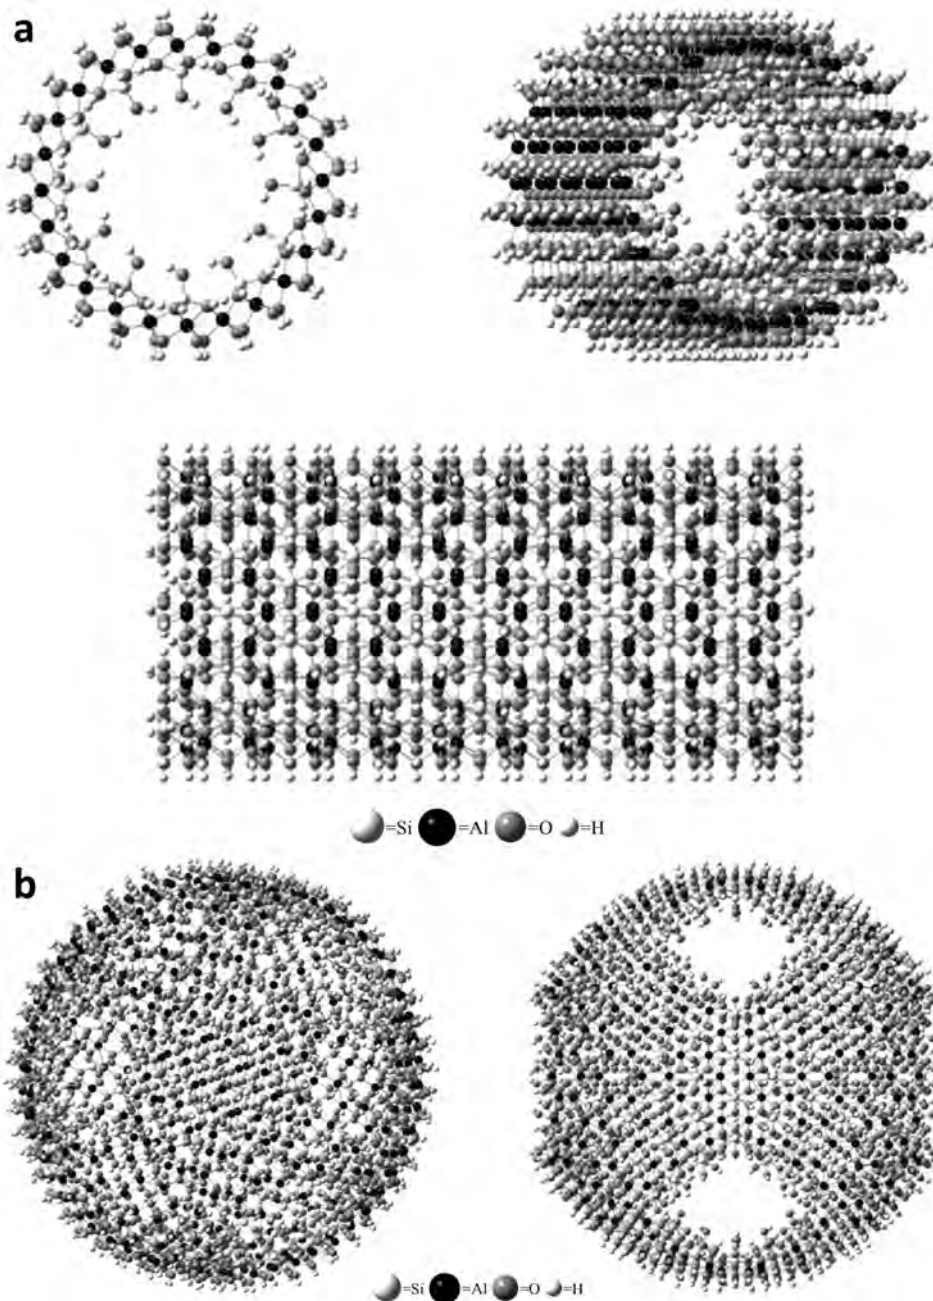 a
=Si =Al =O =H
b
=Si =Al =O =H